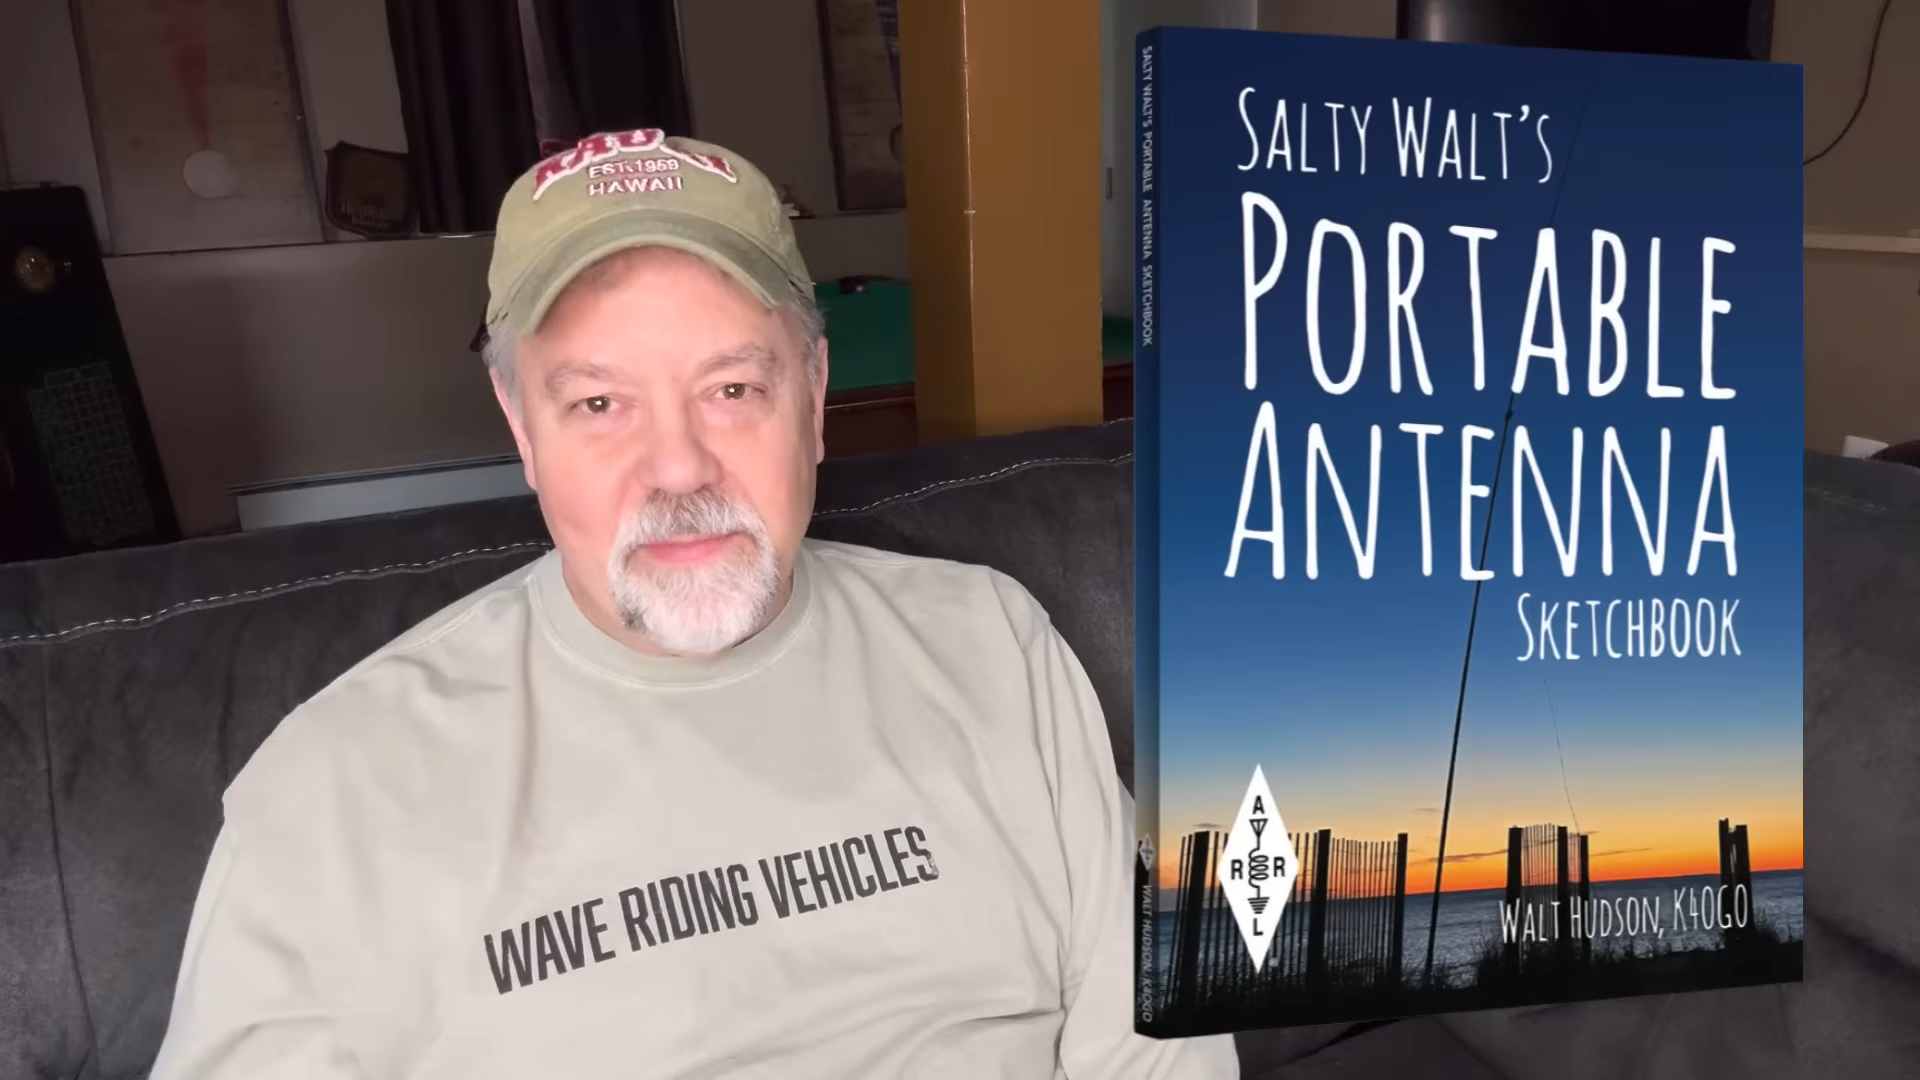 EST. 1959
HAWAII
WAVE RIDING VEHICLES
SALTY WALT'S PORTABLE ANTENNA SKETCHBOOK
WALT HUDSON, K4OGO
SALTY WALT'S
PORTABLE
ANTENNA
SKETCHBOOK
A
R R
L
WALT HUDSON, K4OGO